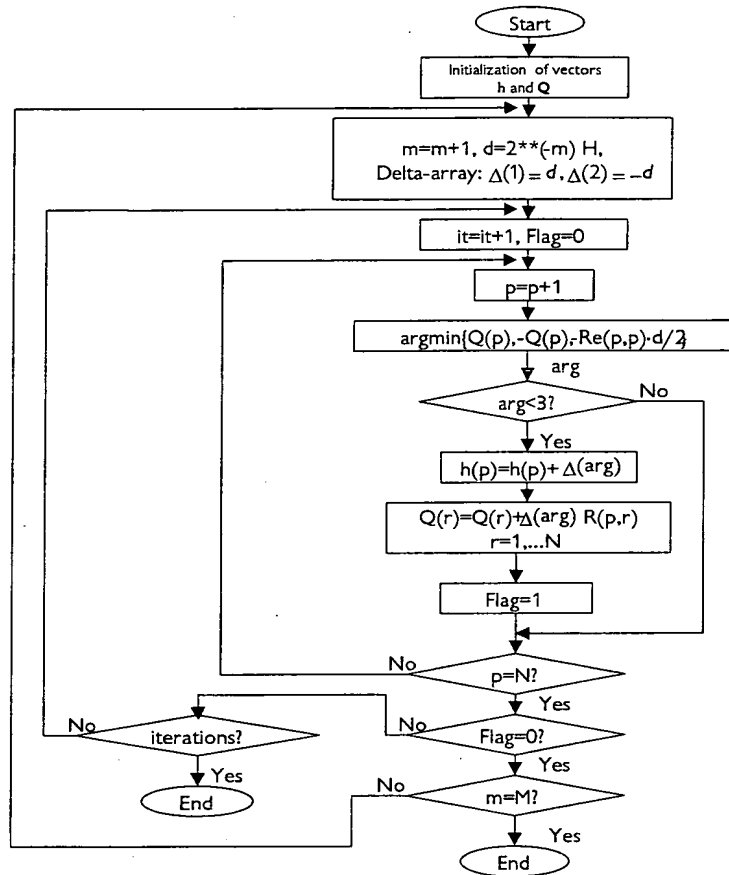 Start
Initialization of vectors
h and Q
m=m+1, d=2**(-m) H,
Delta-array: Δ(1)=d,Δ(2)=-d
it=it+1, Flag=0
p=p+1
argmin{Q(p),-Q(p),-Re(p,p)·d/2}
arg
arg<3?
No
Yes
h(p)=h(p)+Δ(arg)
Q(r)=Q(r)+Δ(arg) R(p,r)
r=1,...N
Flag=1
No
p=N?
Yes
No
iterations?
No
Flag=0?
Yes
Yes
End
No
m=M?
Yes
End